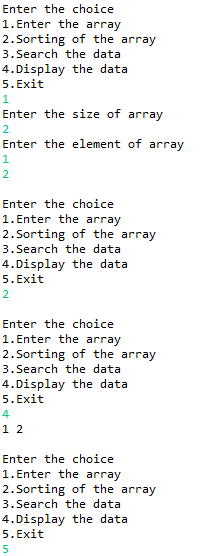 Enter the choice
1.Enter the array
2.Sorting of the array
3.Search the data
4.Display the data
5.Exit
1
Enter the size of array
2
Enter the element of array
1
2
Enter the choice
1.Enter the array
2.Sorting of the array
3.Search the data
4.Display the data
5.Exit
2
Enter the choice
1.Enter the array
2.Sorting of the array
3.Search the data
4.Display the data
5.Exit
4
1 2
Enter the choice
1.Enter the array
2.Sorting of the array
3.Search the data
4.Display the data
5.Exit
5